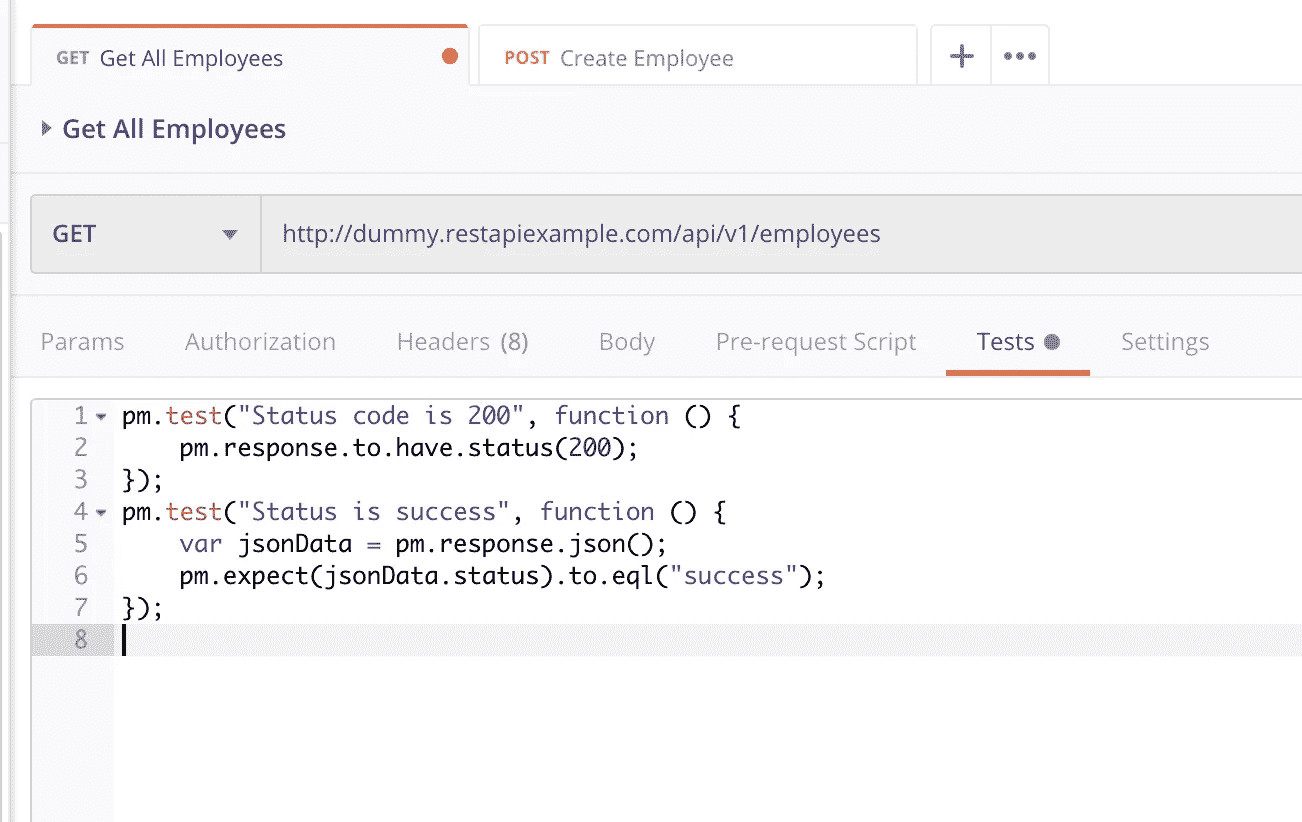 GET Get All Employees POST Create Employee + •••
Get All Employees
GET http://dummy.restapiexample.com/api/v1/employees
Params Authorization Headers (8) Body Pre-request Script Tests Settings
1 pm.test("Status code is 200", function () {
2 pm.response.to.have.status(200);
3 });
4 pm.test("Status is success", function () {
5 var jsonData = pm.response.json();
6 pm.expect(jsonData.status).to.eql("success");
7 });
8